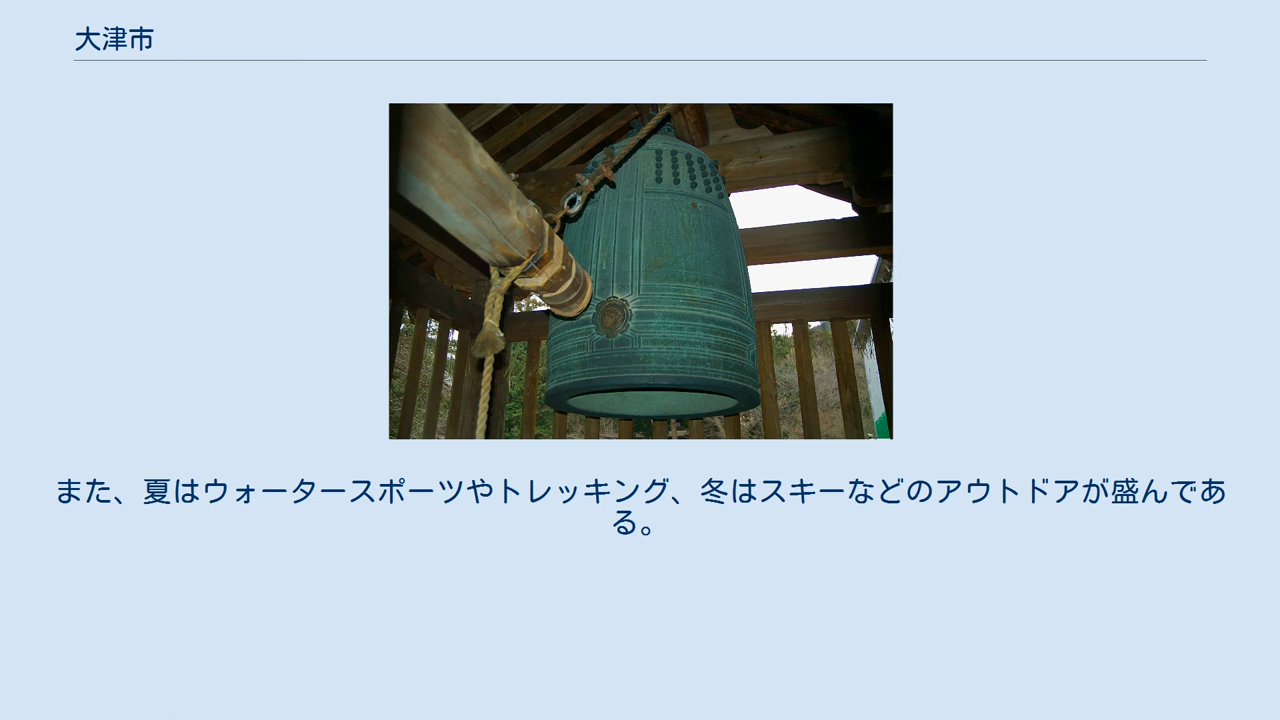 大津市
また、夏はウォータースポーツやトレッキング、冬はスキーなどのアウトドアが盛んであ
る。